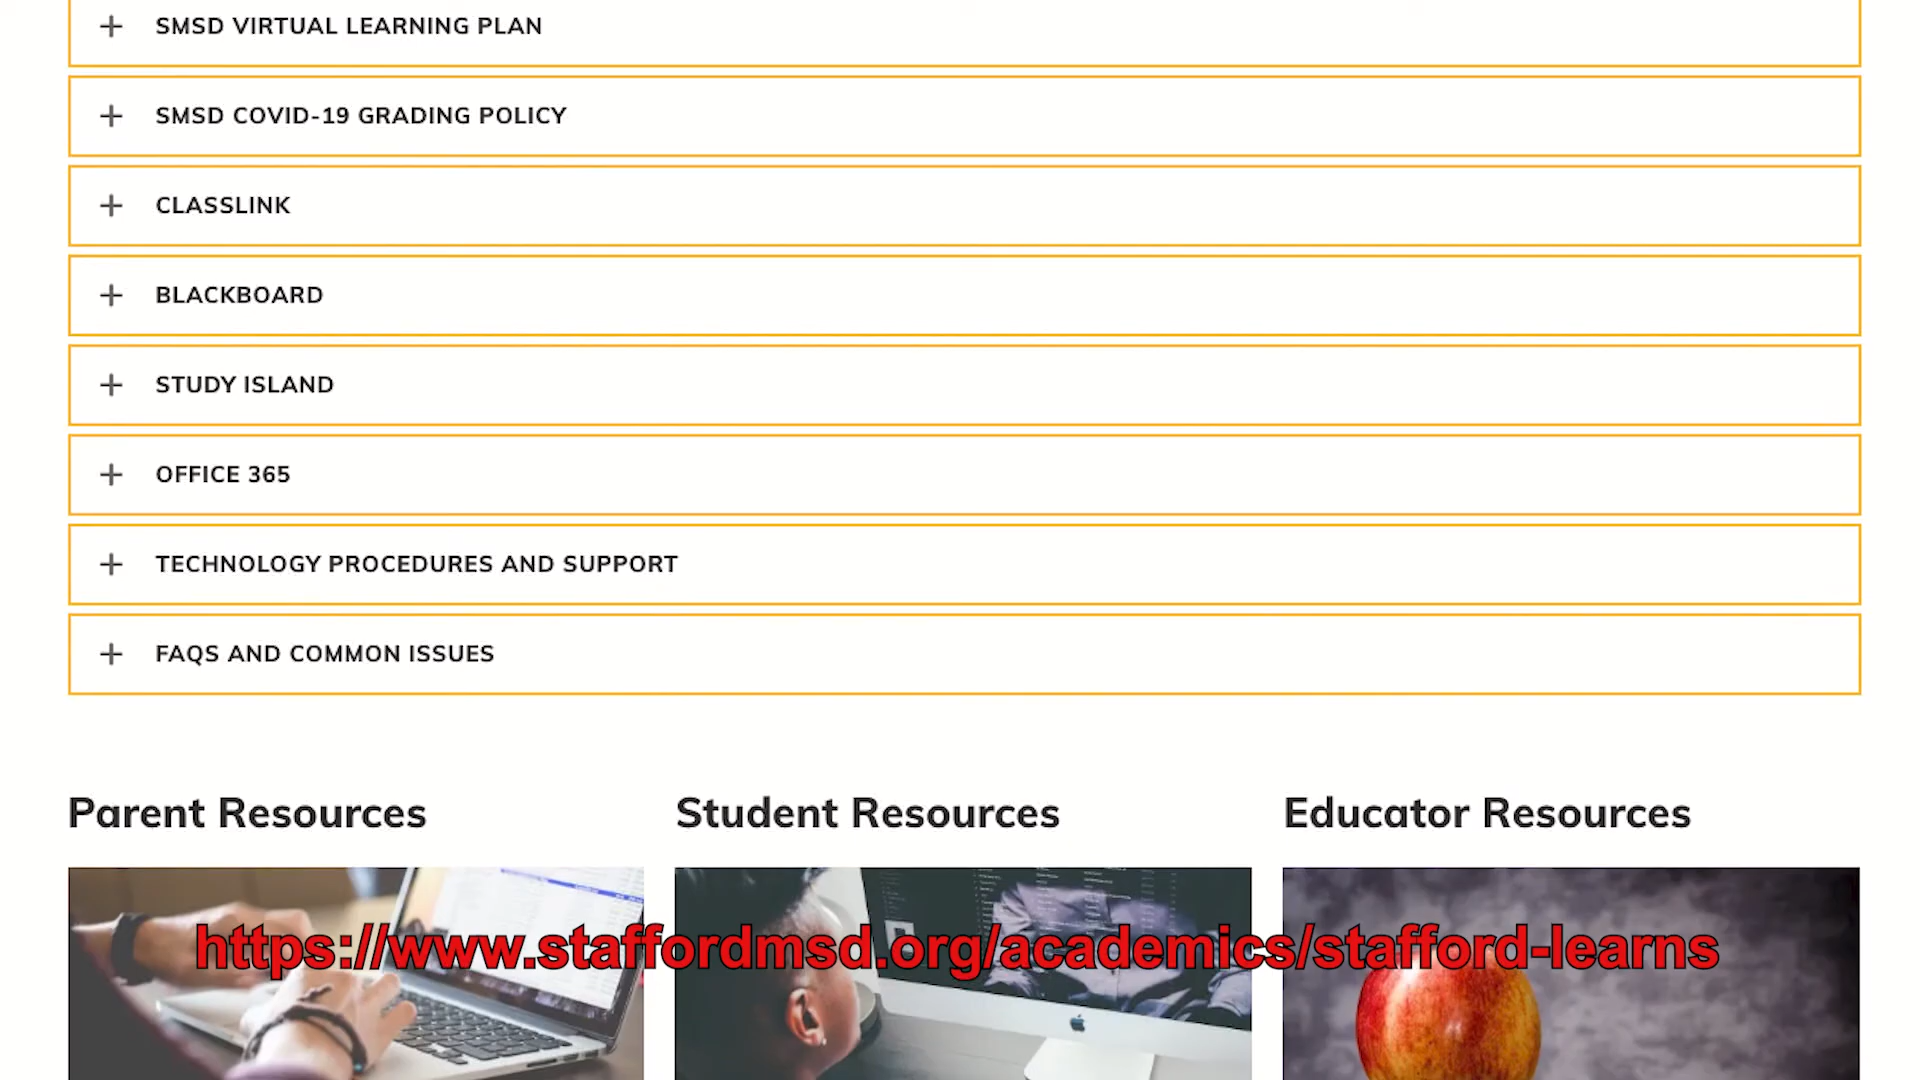 SMSD VIRTUAL LEARNING PLAN
SMSD COVID-19 GRADING POLICY
CLASSLINK
BLACKBOARD
STUDY ISLAND
OFFICE 365
TECHNOLOGY PROCEDURES AND SUPPORT
FAQS AND COMMON ISSUES
Parent Resources
Student Resources
Educator Resources
https://www.staffordmsd.org/academics/stafford-learns